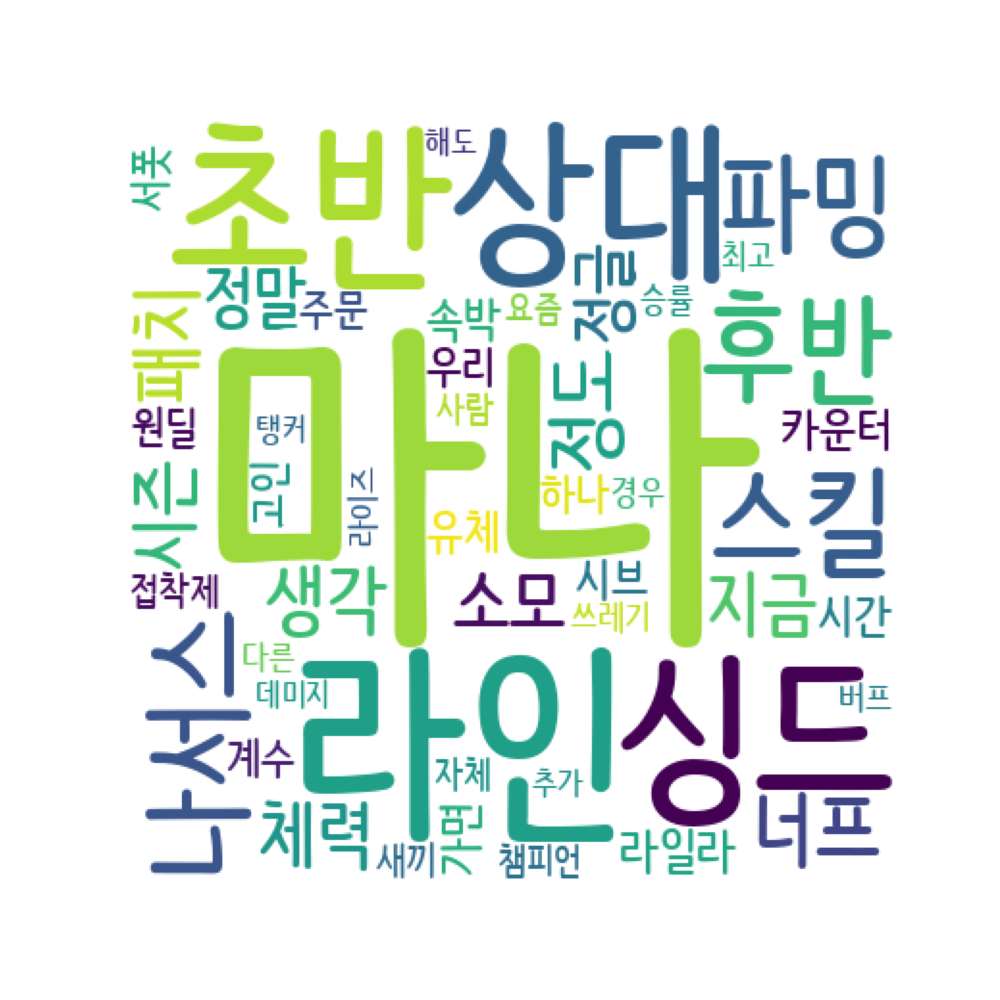 초반
상대
파밍
해도
서폿
최고
정말
주문
패치
속박
요즘
정글
승률
후반
마나
우리
사람
정도
원딜
탱커
카운터
시즌
고인
라이즈
유체
하나
경우
스킬
접착제
생각
소모
시브
쓰레기
지금
시간
나서스
다른
데미지
라인
싱드
버프
계수
자체
추가
체력
새끼
가면
챔피언
라일라
너프